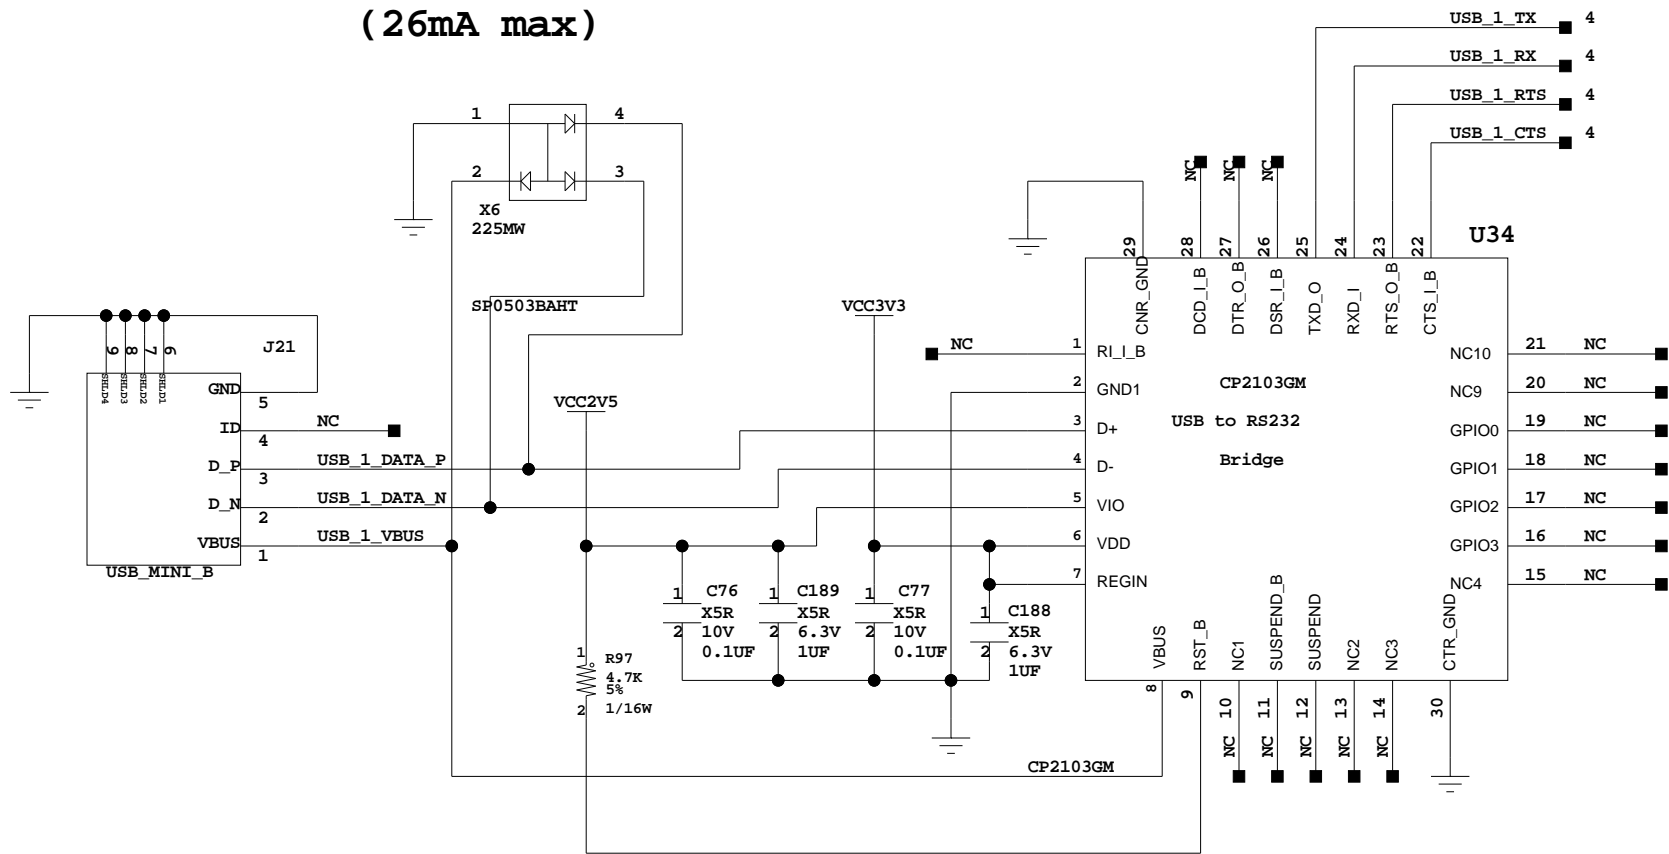 (26mA max)
USB_1_TX 4
USB_1_RX 4
USB_1_RTS 4
USB_1_CTS 4
1 4
2 3
X6
225MW
SP0503BAHT
NC NC NC
U34
29 28 27 26 25 24 23 22
CNR_GND DCD_I_B DTR_O_B DSR_I_B TXD_O RXD_I RTS_O_B CTS_I_B
9 8 7 6
J21
SHLD4 SHLD3 SHLD2 SHLD1
GND 5
ID 4 NC
D_P 3 USB_1_DATA_P
D_N 2 USB_1_DATA_N
VBUS 1 USB_1_VBUS
USB_MINI_B
VCC2V5
VCC3V3
NC 1 RI_I_B
2 GND1
3 D+
4 D-
5 VIO
6 VDD
7 REGIN
CP2103GM
USB to RS232
Bridge
NC10 21 NC
NC9 20 NC
GPIO0 19 NC
GPIO1 18 NC
GPIO2 17 NC
GPIO3 16 NC
NC4 15 NC
1 C76
X5R
2 10V
0.1UF
1 C189
X5R
2 6.3V
1UF
1 C77
X5R
2 10V
0.1UF
1 C188
X5R
2 6.3V
1UF
1 R97
4.7K
5%
2 1/16W
VBUS RST_B NC1 SUSPEND_B SUSPEND NC2 NC3 CTR_GND
8 9 10 11 12 13 14 30
NC NC NC NC NC
CP2103GM